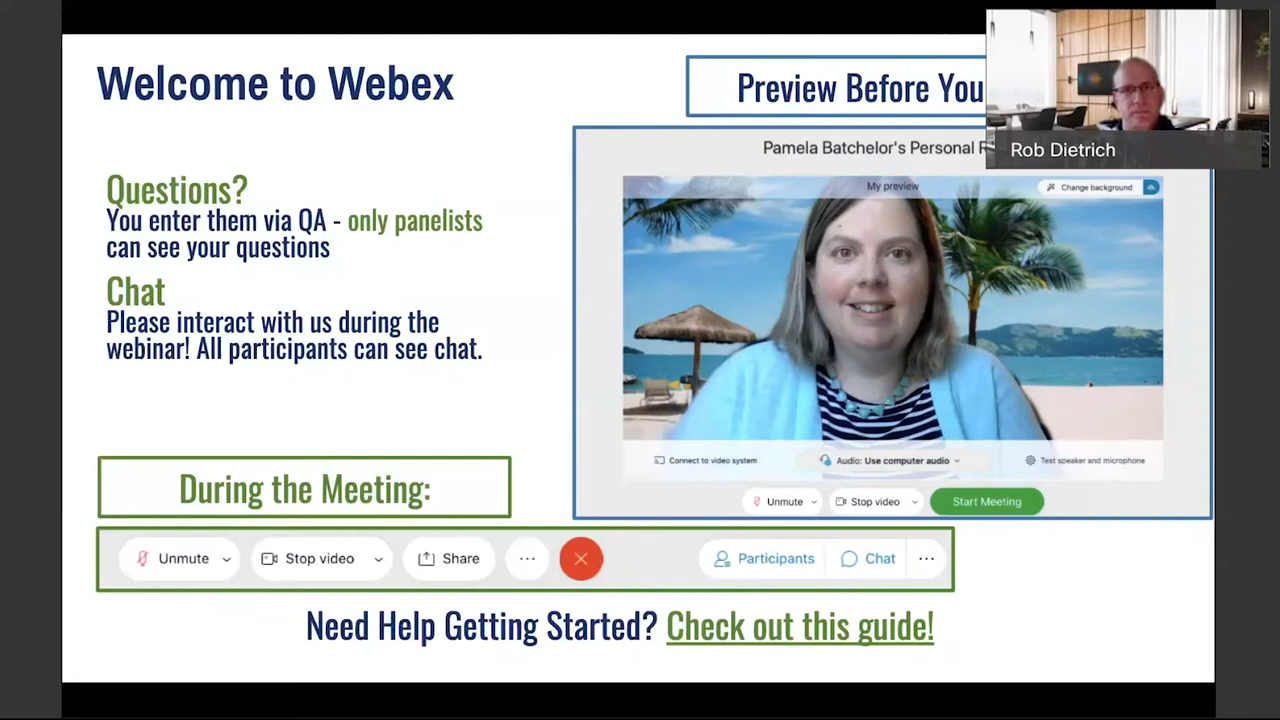 Welcome to Webex
Preview Before You
Rob Dietrich
Pamela Batchelor's Personal
My preview
Change background
Questions?
You enter them via QA - only panelists
can see your questions
Chat
Please interact with us during the
webinar! All participants can see chat.
Connect to video system
Audio: Use computer audio
Test speaker and microphone
Unmute
Stop video
Start Meeting
During the Meeting:
Unmute
Stop video
Share
Participants
Chat
Need Help Getting Started? Check out this guide!